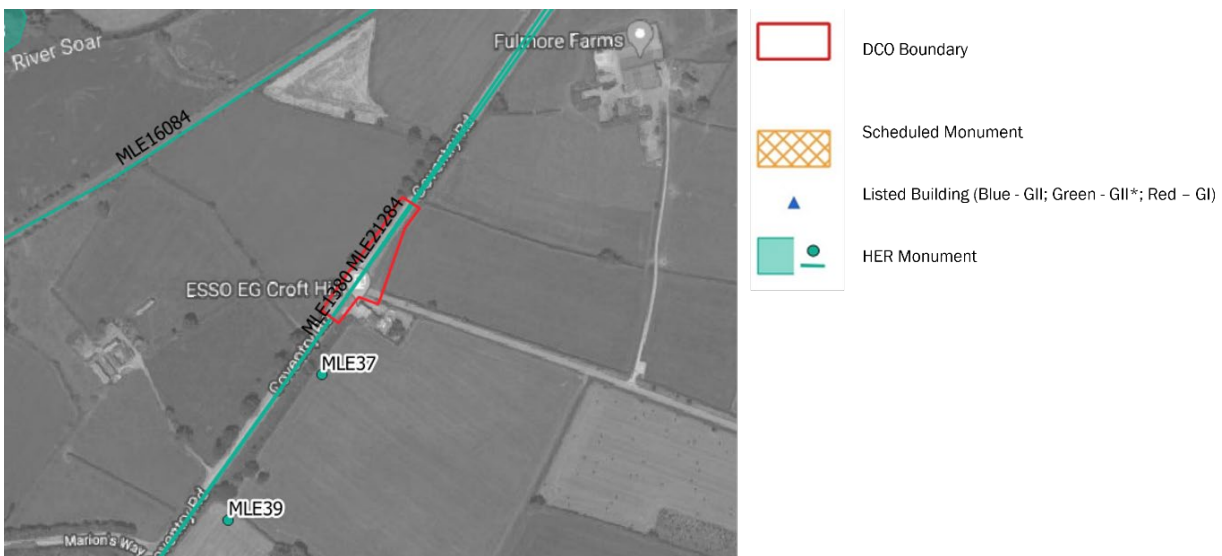 River Soar
Fulmore Farms
MLE16084
Coventry Rd
MLE1380 MLE21284
ESSO EG Croft Hi
Coventry
MLE37
MLE39
Coventry Rd
Marion's Way
DCO Boundary
Scheduled Monument
Listed Building (Blue - GII; Green - GII*; Red – GI)
HER Monument